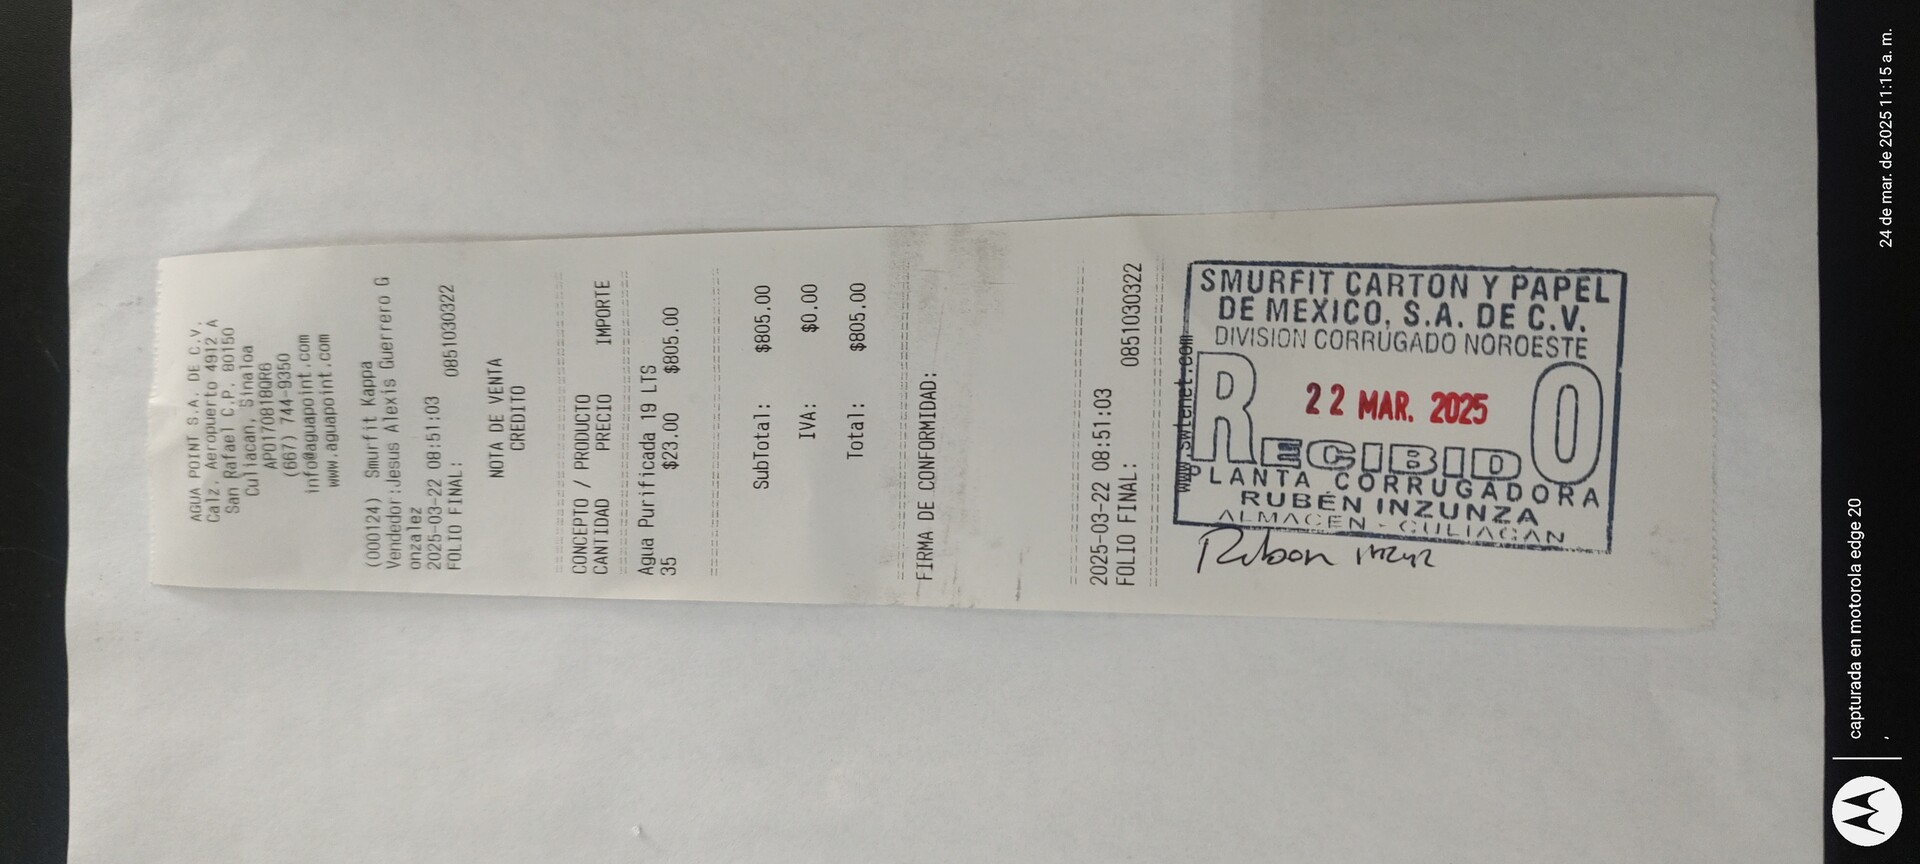 AGUA POINT S.A. DE C.V.
Calz. Aeropuerto 4912 A
San Rafael C.P. 80150
Culiacan, Sinaloa
APO170818QR6
(667) 744-9350
info@aguapoint.com
www.aguapoint.com
(000124) Smurfit Kappa
Vendedor:Jesus Alexis Guerrero G
onzalez
2025-03-22 08:51:03
FOLIO FINAL: 0851030322
NOTA DE VENTA
CREDITO
CONCEPTO / PRODUCTO
CANTIDAD PRECIO IMPORTE
Agua Purificada 19 LTS
35 $23.00 $805.00
SubTotal: $805.00
IVA: $0.00
Total: $805.00
FIRMA DE CONFORMIDAD:
2025-03-22 08:51:03
FOLIO FINAL: 0851030322
www.swtenet.com
SMURFIT CARTON Y PAPEL
DE MEXICO, S.A. DE C.V.
DIVISION CORRUGADO NOROESTE
22 MAR. 2025
RECIBIDO
PLANTA CORRUGADORA
RUBÉN INZUNZA
ALMACEN - CULIACAN
24 de mar. de 2025 11:15 a. m.
capturada en motorola edge 20